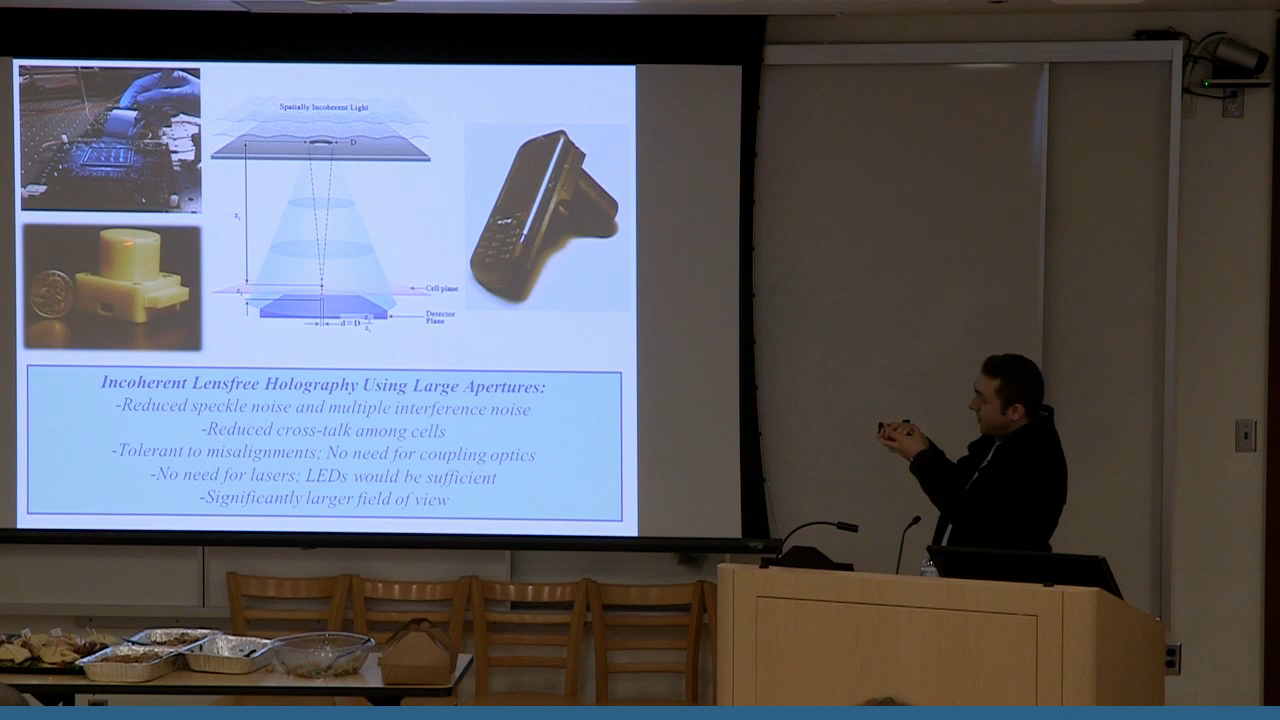 Spatially Incoherent Light
D
z₁
z₂
Cell plane
Detector
Plane
d = D z₂/z₁
Incoherent Lensfree Holography Using Large Apertures:
-Reduced speckle noise and multiple interference noise
-Reduced cross-talk among cells
-Tolerant to misalignments; No need for coupling optics
-No need for lasers; LEDs would be sufficient
-Significantly larger field of view